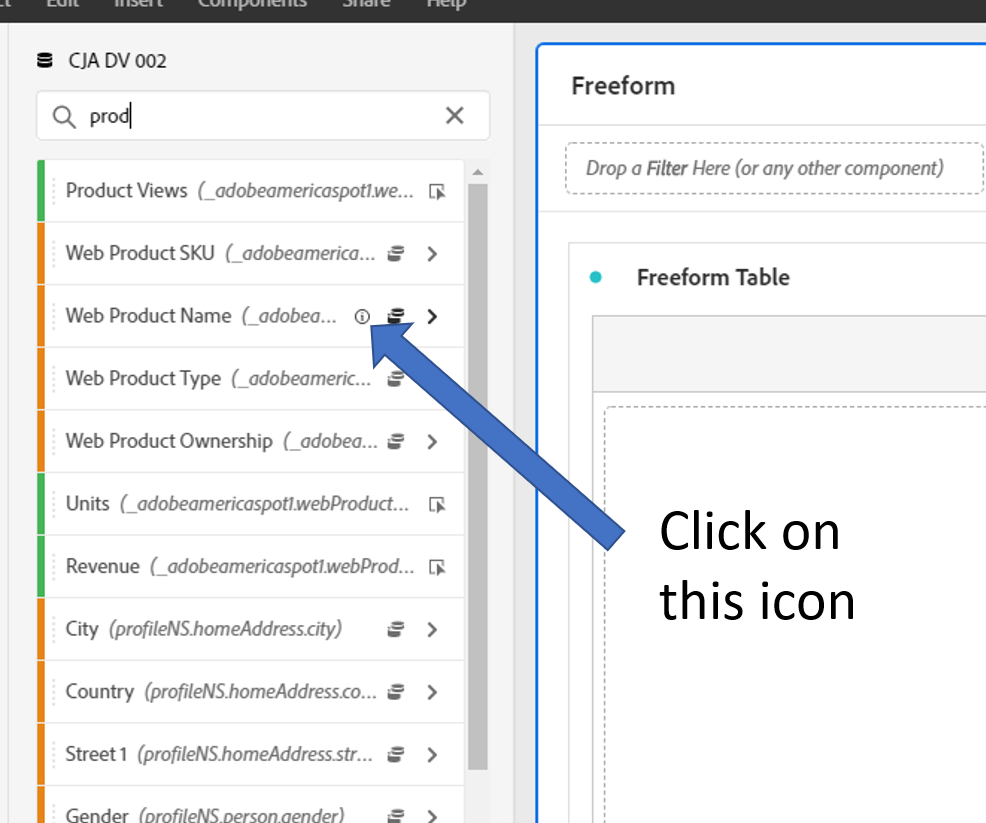 Edit Insert Components Share Help
CJA DV 002
prod
Product Views (_adobeamericaspot1.we...
Web Product SKU (_adobeamerica...
Web Product Name (_adobea...
Web Product Type (_adobeameric...
Web Product Ownership (_adobea...
Units (_adobeamericaspot1.webProduct...
Revenue (_adobeamericaspot1.webProd...
City (profileNS.homeAddress.city)
Country (profileNS.homeAddress.co...
Street 1 (profileNS.homeAddress.str...
Gender (profileNS.person.gender)
Freeform
Drop a Filter Here (or any other component)
Freeform Table
Click on
this icon